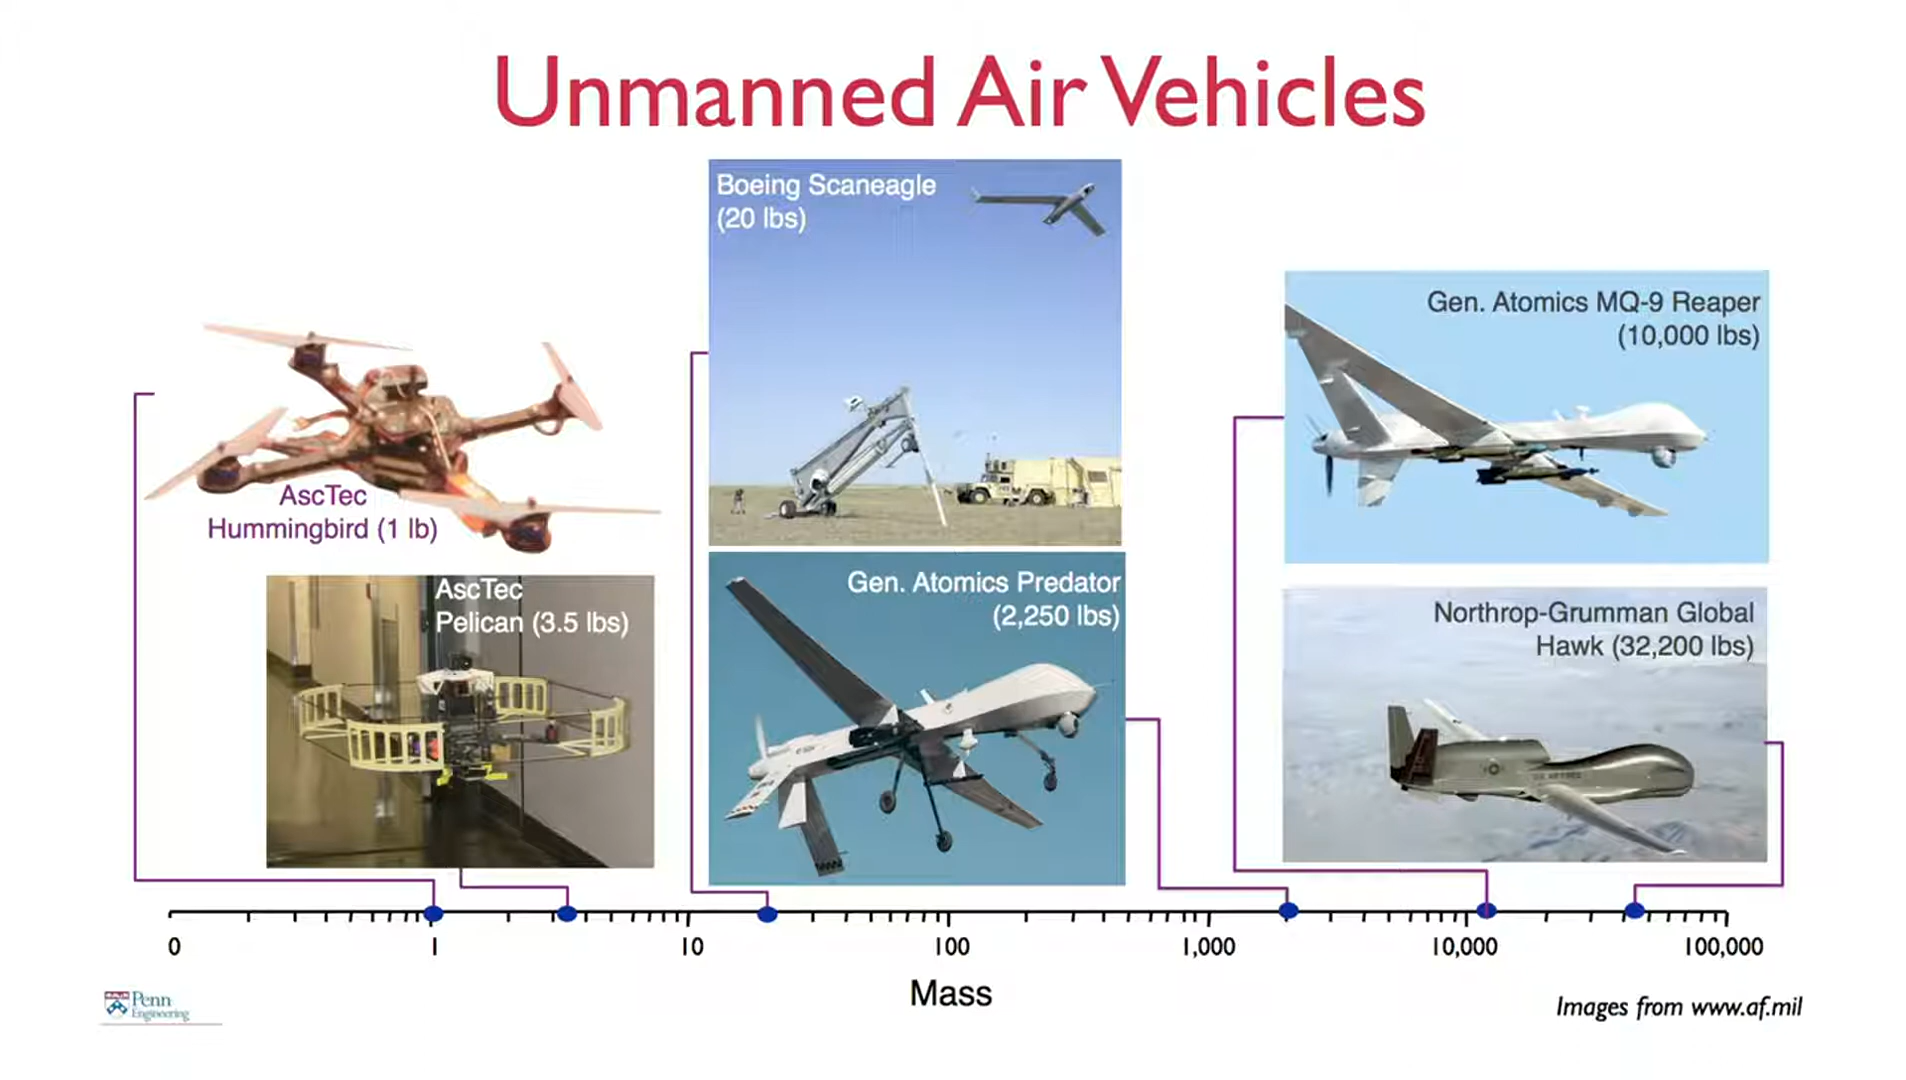 Unmanned Air Vehicles
Boeing Scaneagle
(20 lbs)
Gen. Atomics MQ-9 Reaper
(10,000 lbs)
AscTec
Hummingbird (1 lb)
AscTec
Pelican (3.5 lbs)
Gen. Atomics Predator
(2,250 lbs)
Northrop-Grumman Global
Hawk (32,200 lbs)
0 1 10 100 1,000 10,000 100,000
Mass
Penn
Engineering
Images from www.af.mil